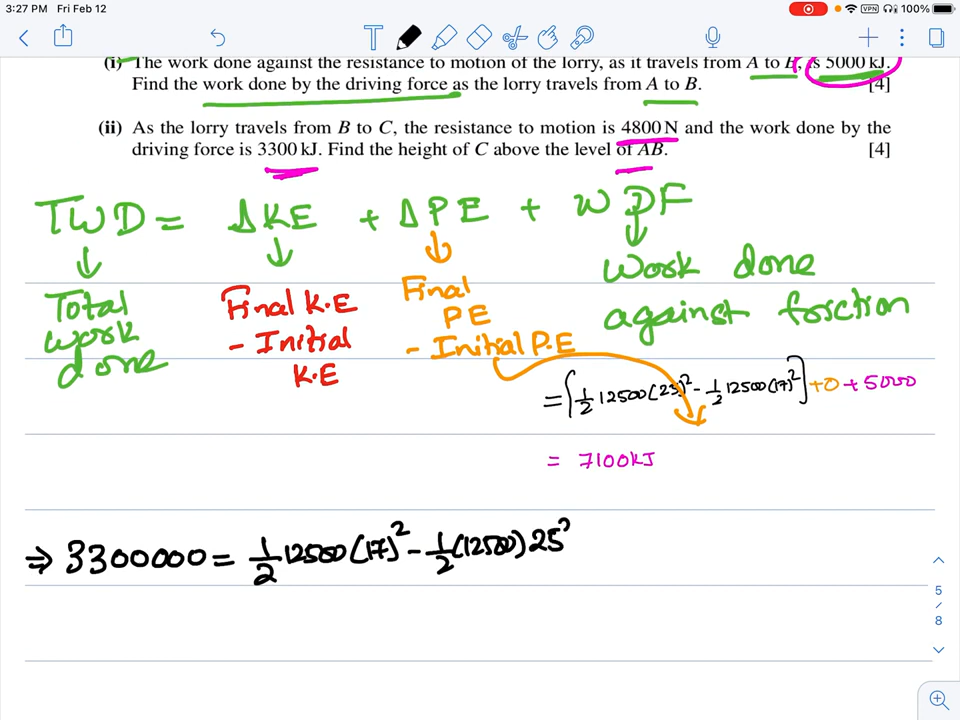 3:27 PM Fri Feb 12
VPN 100%
(i) The work done against the resistance to motion of the lorry, as it travels from A to B, is 5000 kJ.
Find the work done by the driving force as the lorry travels from A to B. [4]
(ii) As the lorry travels from B to C, the resistance to motion is 4800 N and the work done by the
driving force is 3300 kJ. Find the height of C above the level of AB. [4]
TWD = ΔKE + ΔPE + WDF
↓ ↓ ↓ ↓
Total work done
Final K.E - Initial K.E
Final PE - Initial P.E
Work done against friction
= [½ 12500 (25)² - ½ 12500 (17)²] + 0 + 5000
= 7100kJ
⇒ 3300000 = ½ 12500 (17)² - ½ (12500) 25²
5
/
8